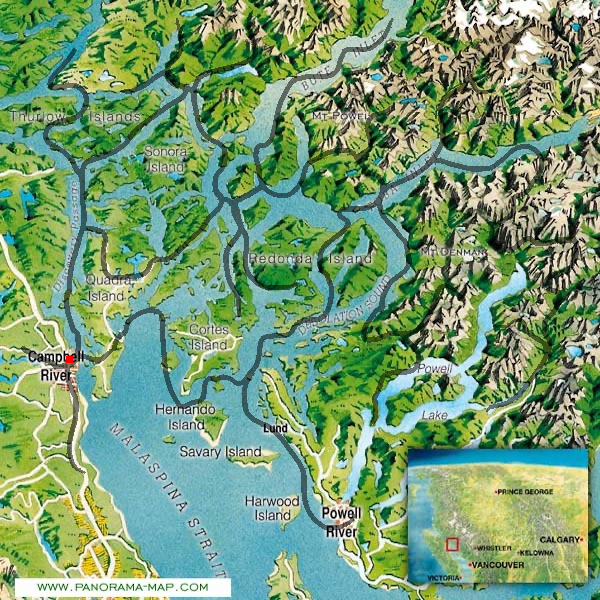 BUTE INLET
Mt Powell
Thurlow Islands
Sonora
Island
Discovery Passage
TOBA INLET
Redonda Island
Mt Denman
Quadra
Island
DESOLATION SOUND
Cortes
Island
Campbell
River
Powell
Lake
Hernando
Island
Lund
MALASPINA STRAIT
Savary Island
Harwood
Island
Powell
River
PRINCE GEORGE
CALGARY
WHISTLER
KELOWNA
VANCOUVER
VICTORIA
WWW.PANORAMA-MAP.COM